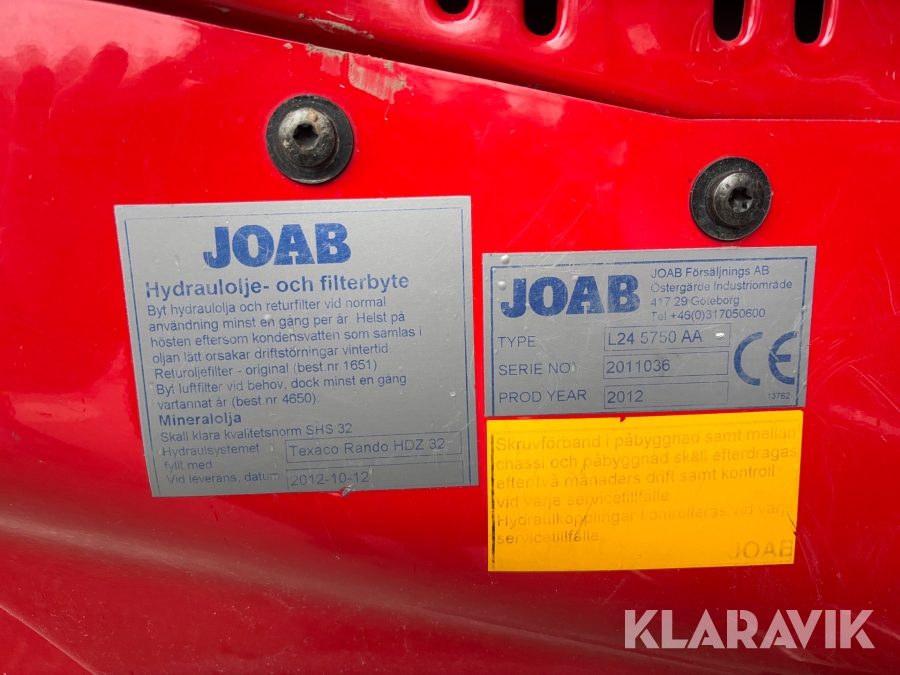 JOAB
Hydraulolje- och filterbyte
Byt hydraulolja och returfilter vid normal
användning minst en gång per år. Helst på
hösten eftersom kondensvatten som samlas i
oljan lätt orsakar driftstörningar vintertid
Returoljefilter - original (best.nr 1651)
Byt luftfilter vid behov, dock minst en gång
vartannat år (best nr 4650).
Mineralolja
Skall klara kvalitetsnorm SHS 32
Hydraulsystemet
fyllt med
Texaco Rando HDZ 32
Vid leverans, datum 2012-10-12
JOAB
JOAB Försäljnings AB
Östergärde Industriområde
417 29 Göteborg
Tel +46(0)317050600
TYPE L24 5750 AA
SERIE NO 2011036
PROD YEAR 2012
CE
13762
Skruvförband i påbyggnad samt mellan
chassi och påbyggnad skall efterdragas
efter två månaders drift samt kontroll
vid varje servicetillfälle
Hydraulkopplingar kontrolleras vid varje
servicetillfälle
JOAB
KLARAVIK